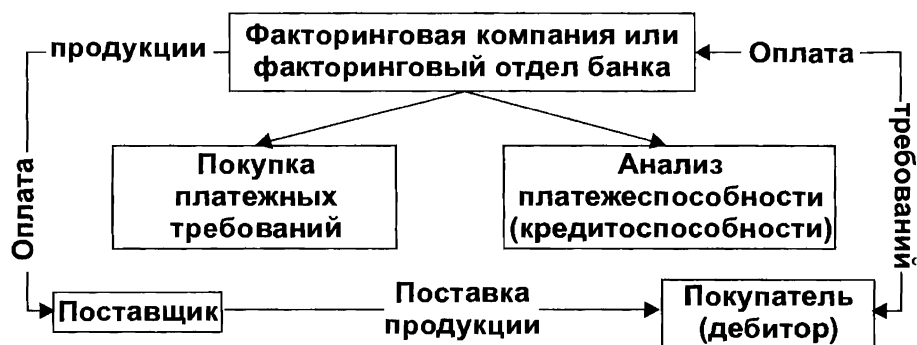 продукции
Факторинговая компания или
факторинговый отдел банка
Оплата
Оплата
требований
Покупка
платежных
требований
Анализ
платежеспособности
(кредитоспособности)
Поставщик
Поставка
продукции
Покупатель
(дебитор)